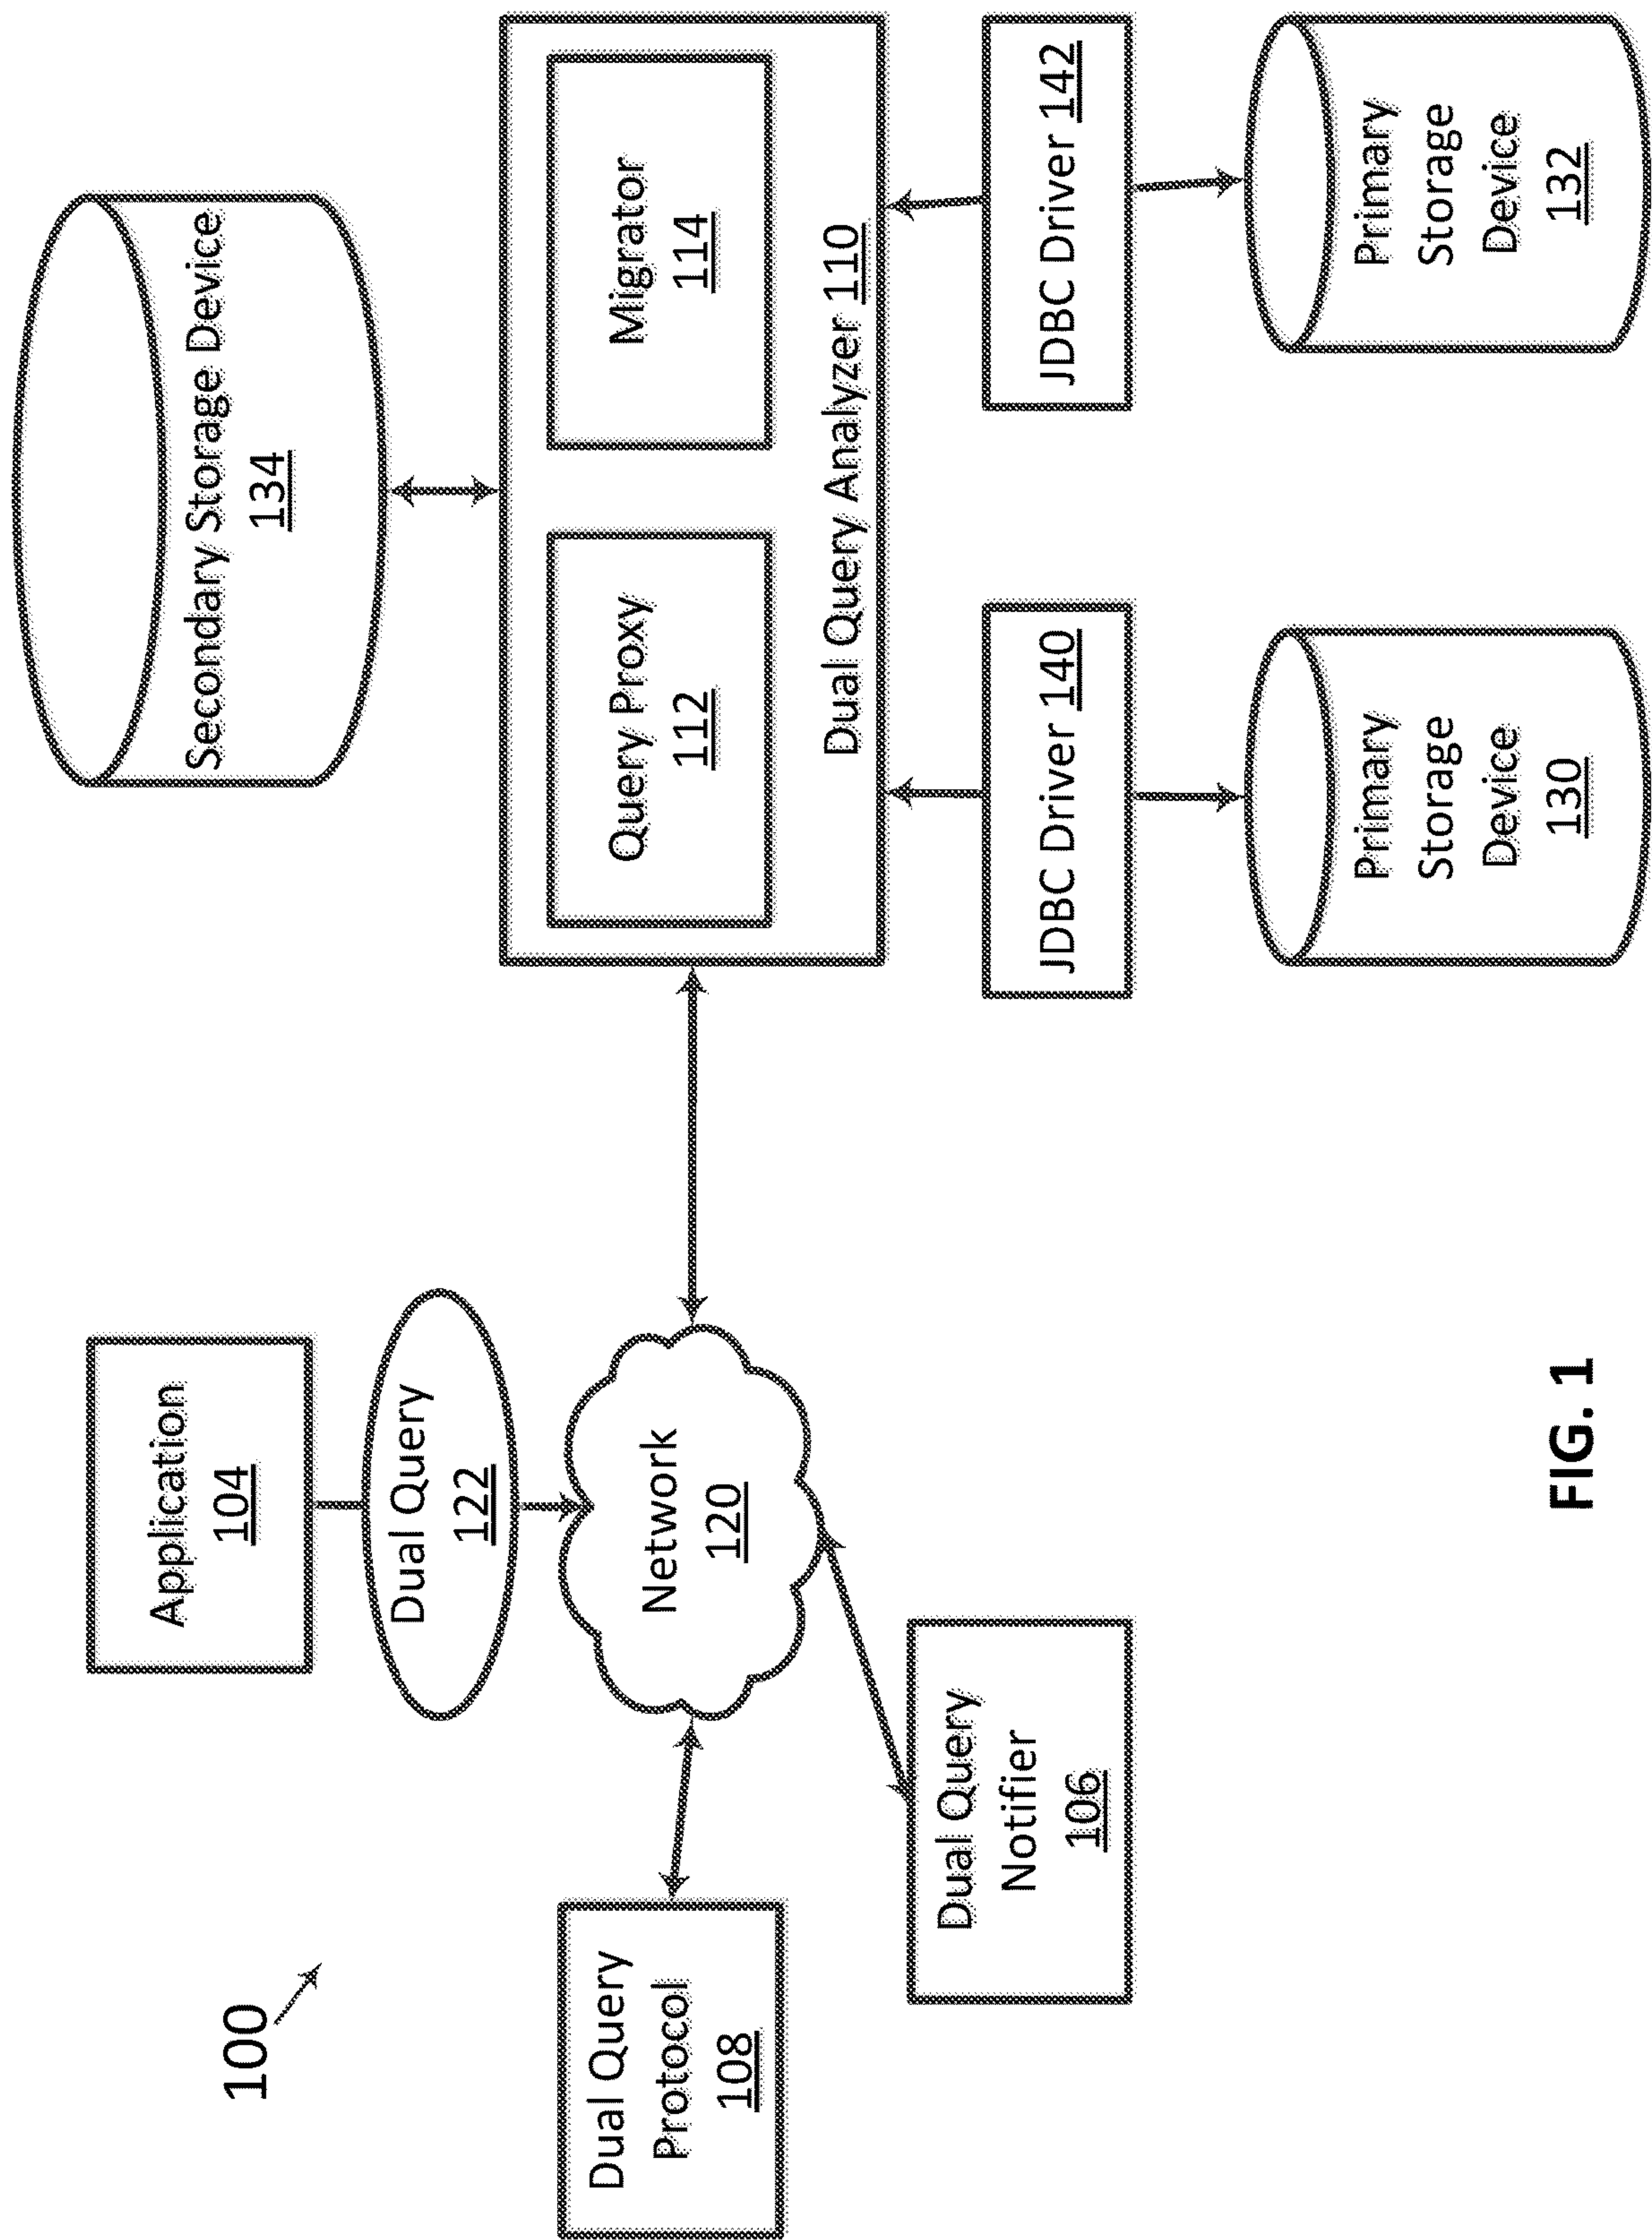 100
Application
104
Secondary Storage Device
134
Dual Query
122
Dual Query
Protocol
108
Network
120
Query Proxy
112
Migrator
114
Dual Query Analyzer 110
Dual Query
Notifier
106
JDBC Driver 140
JDBC Driver 142
Primary
Storage
Device
130
Primary
Storage
Device
132
FIG. 1